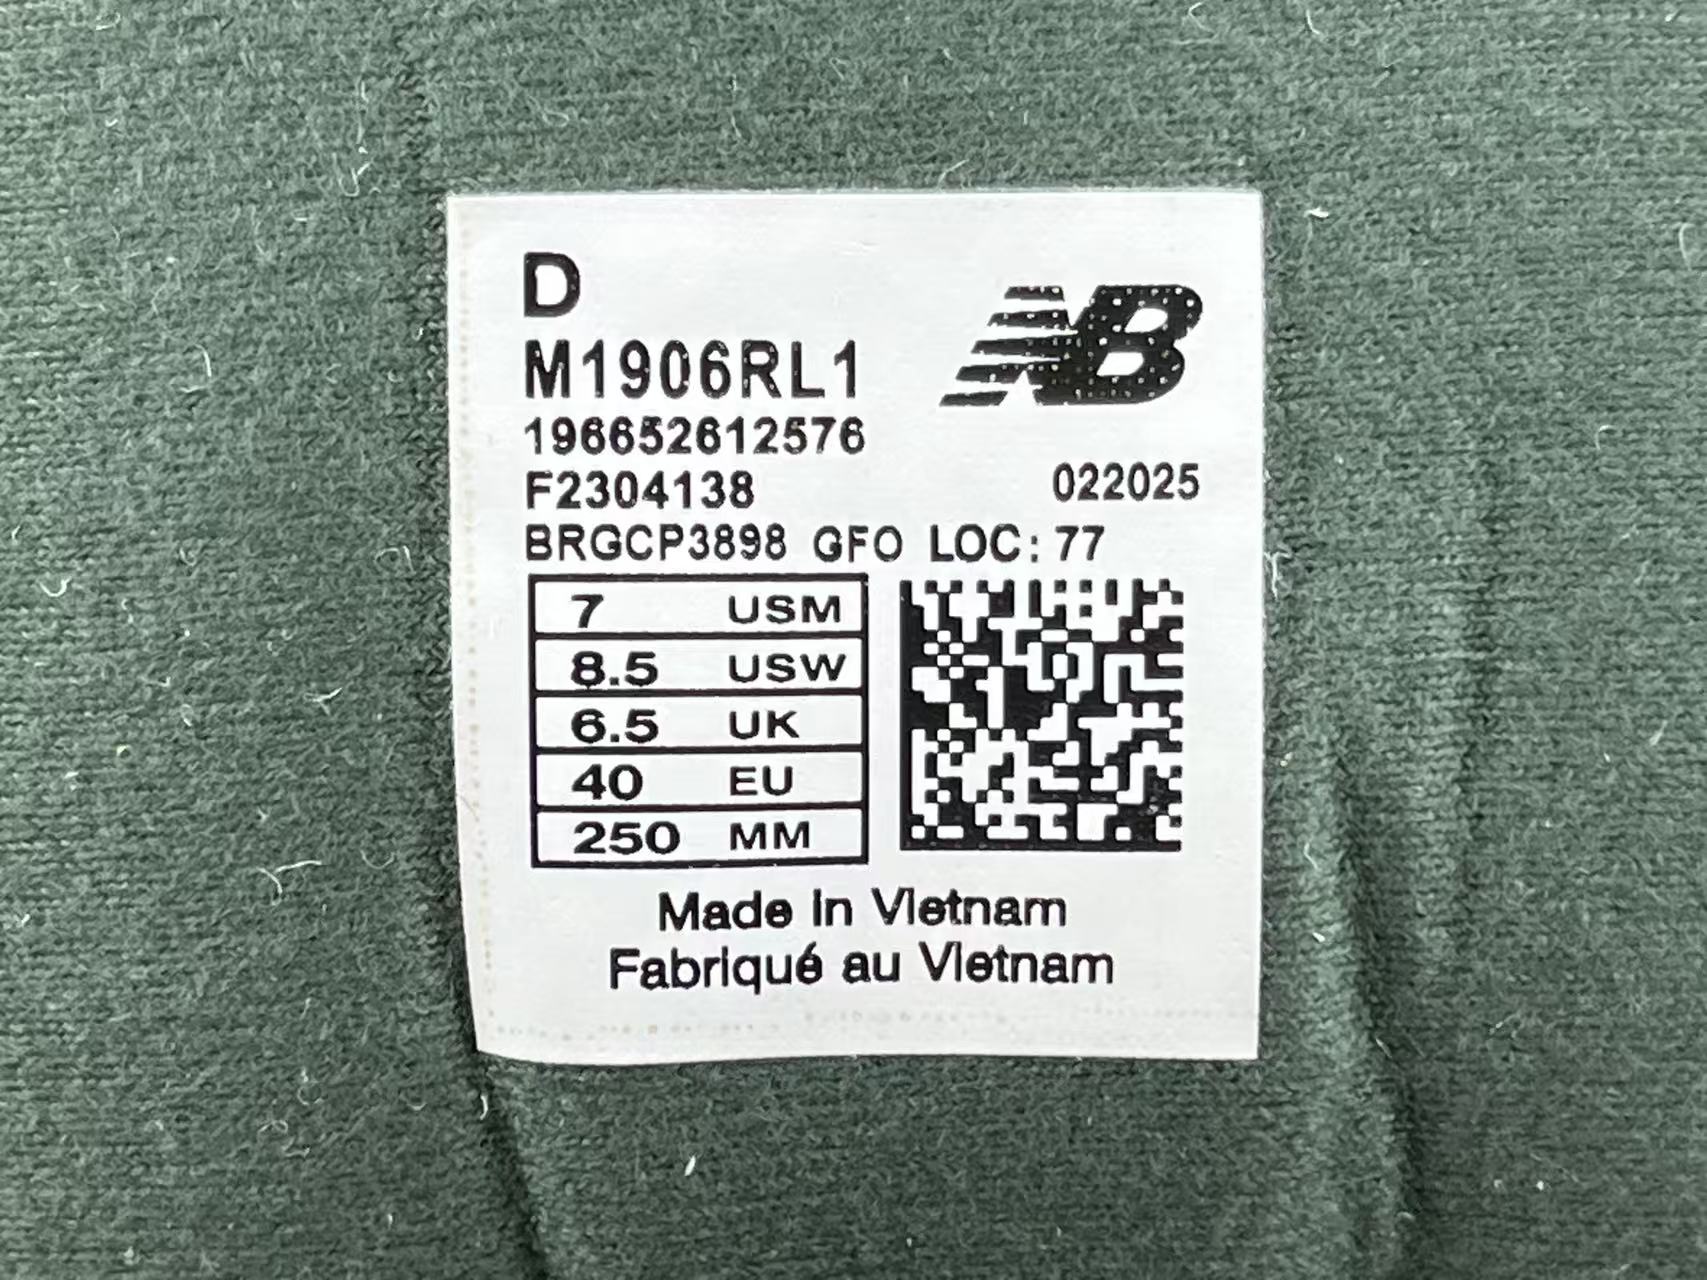 D
NB
M1906RL1
196652612576
F2304138 022025
BRGCP3898 GFO LOC: 77
7 USM
8.5 USW
6.5 UK
40 EU
250 MM
Made In Vietnam
Fabriqué au Vietnam